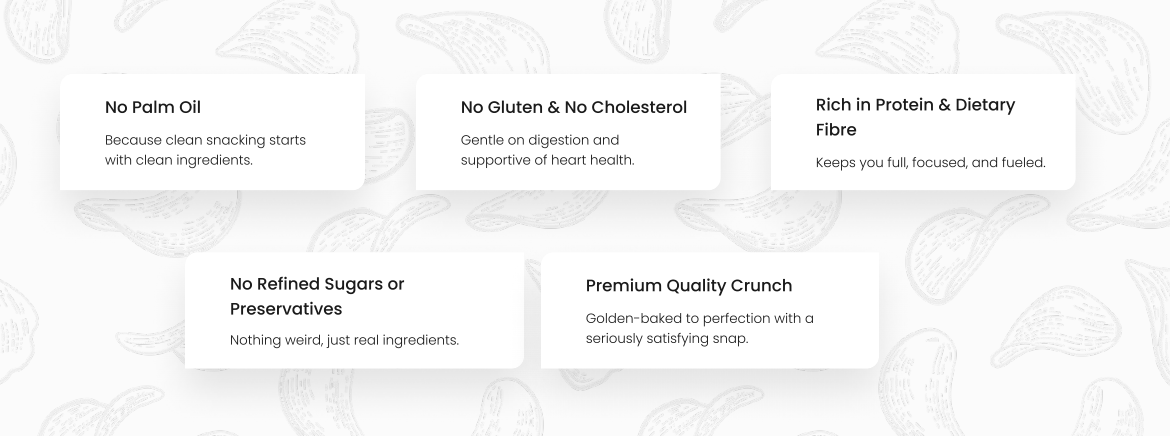 No Palm Oil
Because clean snacking starts
with clean ingredients.
No Gluten & No Cholesterol
Gentle on digestion and
supportive of heart health.
Rich in Protein & Dietary
Fibre
Keeps you full, focused, and fueled.
No Refined Sugars or
Preservatives
Nothing weird, just real ingredients.
Premium Quality Crunch
Golden-baked to perfection with a
seriously satisfying snap.